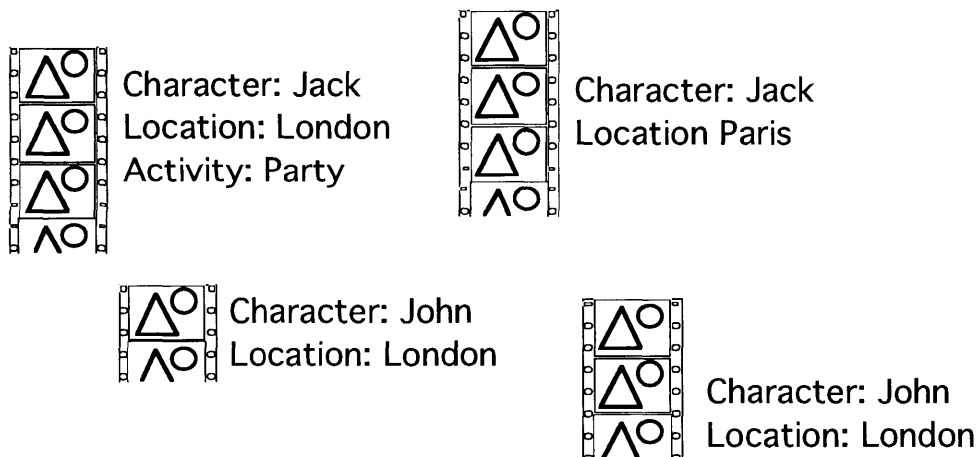 Character: Jack
Location: London
Activity: Party
Character: Jack
Location Paris
Character: John
Location: London
Character: John
Location: London